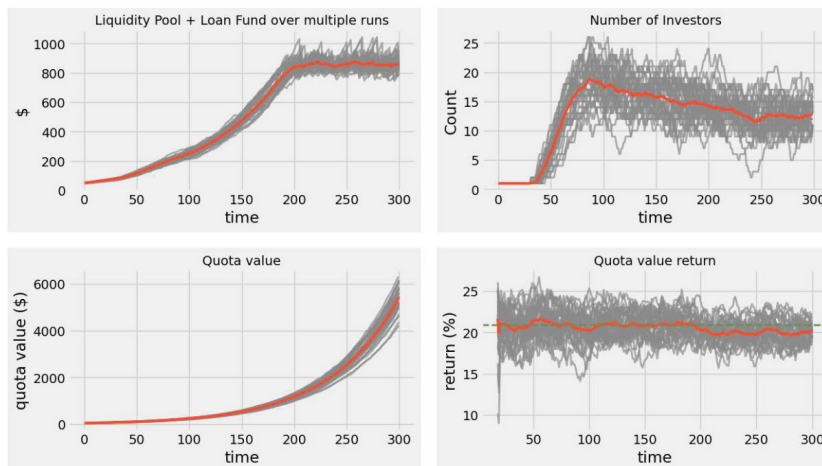 Liquidity Pool + Loan Fund over multiple runs
1000
800
600
400
200
0
$
0 50 100 150 200 250 300
time
Number of Investors
25
20
15
10
5
0
Count
0 50 100 150 200 250 300
time
Quota value
6000
4000
2000
0
quota value ($)
0 50 100 150 200 250 300
time
Quota value return
25
20
15
10
return (%)
50 100 150 200 250 300
time